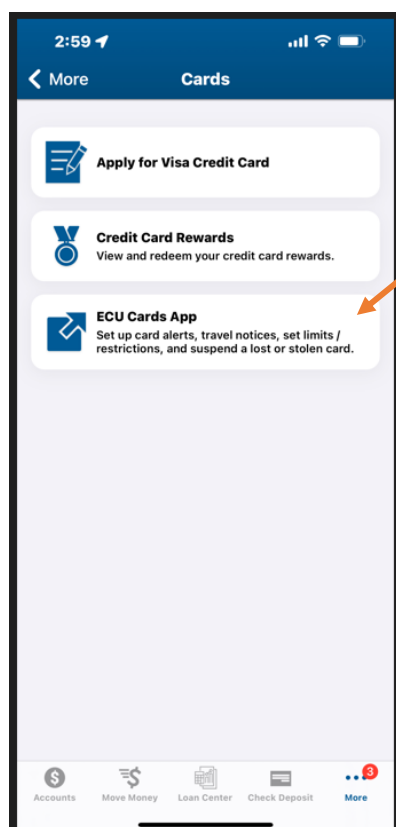 2:59
More
Cards
Apply for Visa Credit Card
Credit Card Rewards
View and redeem your credit card rewards.
ECU Cards App
Set up card alerts, travel notices, set limits /
restrictions, and suspend a lost or stolen card.
3
Accounts
Move Money
Loan Center
Check Deposit
More